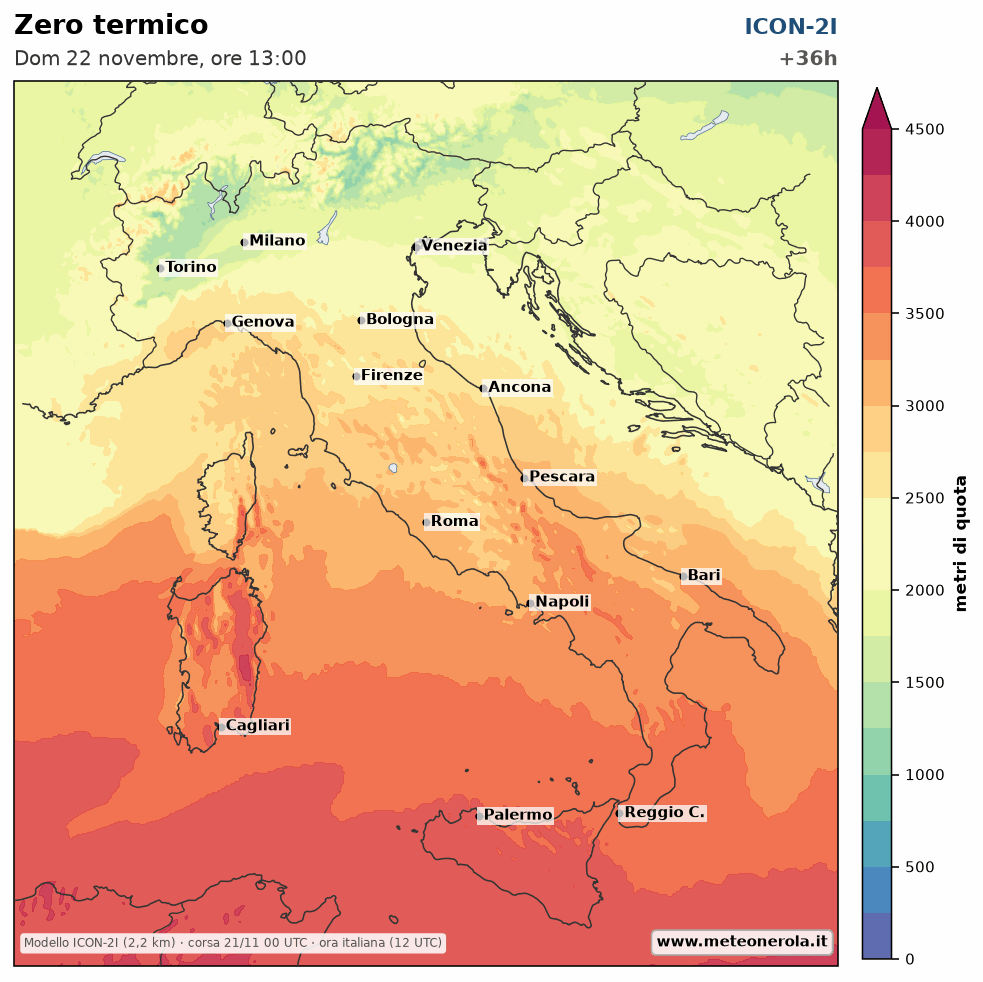 Zero termico
ICON-2I
Dom 22 novembre, ore 13:00
+36h
Milano
Venezia
Torino
Genova
Bologna
Firenze
Ancona
Pescara
Roma
Bari
Napoli
Cagliari
Palermo
Reggio C.
4500
4000
3500
3000
2500
2000
1500
1000
500
0
metri di quota
Modello ICON-2I (2,2 km) · corsa 21/11 00 UTC · ora italiana (12 UTC)
www.meteonerola.it